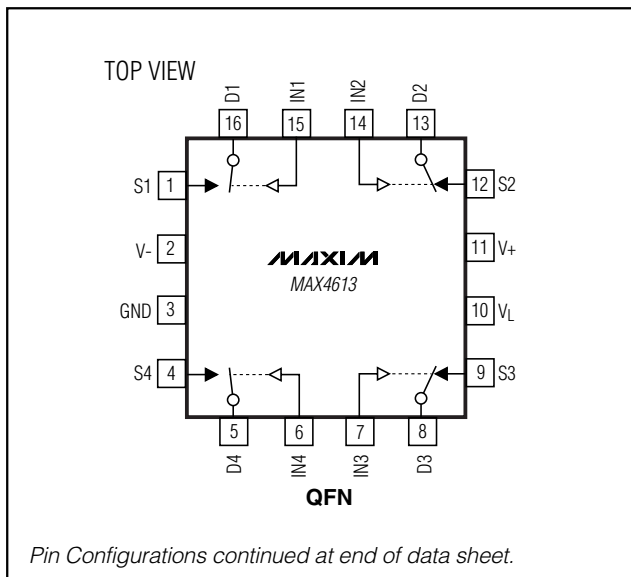 TOP VIEW
D1
IN1
IN2
D2
16
15
14
13
S1 1
12 S2
V- 2
11 V+
MAXIM
MAX4613
GND 3
10 VL
S4 4
9 S3
5
6
7
8
D4
IN4
IN3
D3
QFN
Pin Configurations continued at end of data sheet.